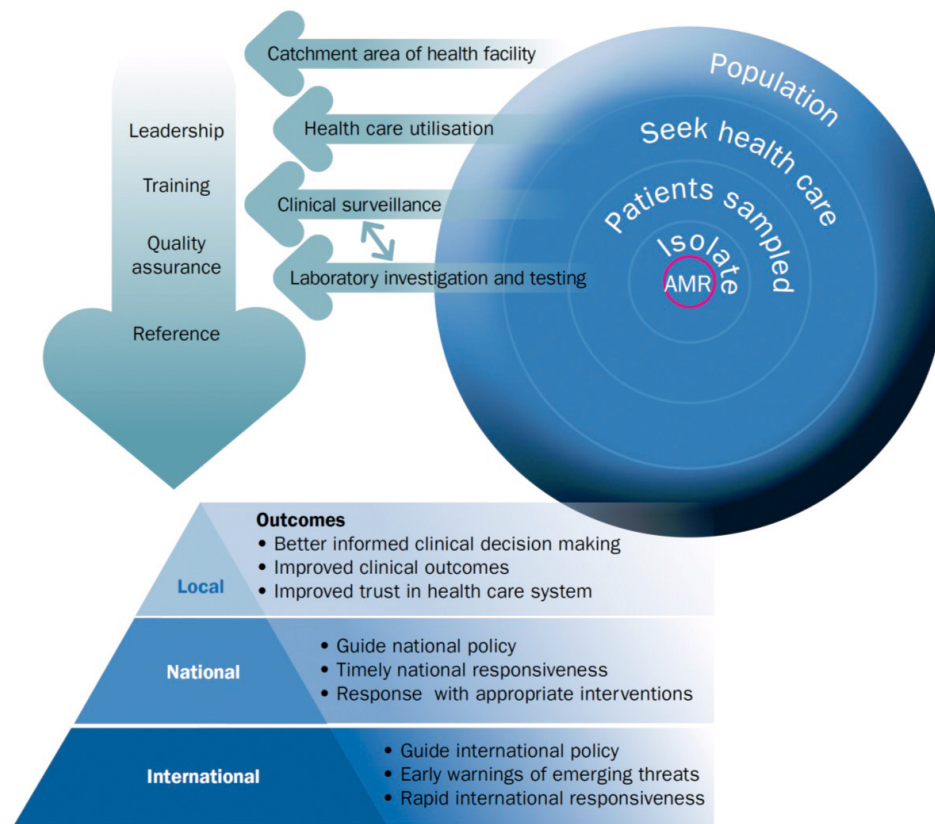 Catchment area of health facility
Health care utilisation
Clinical surveillance
Laboratory investigation and testing
Leadership
Training
Quality
assurance
Reference
Population
Seek health care
Patients sampled
Isolate
AMR
Outcomes
• Better informed clinical decision making
• Improved clinical outcomes
• Improved trust in health care system
Local
• Guide national policy
• Timely national responsiveness
• Response with appropriate interventions
National
• Guide international policy
• Early warnings of emerging threats
• Rapid international responsiveness
International